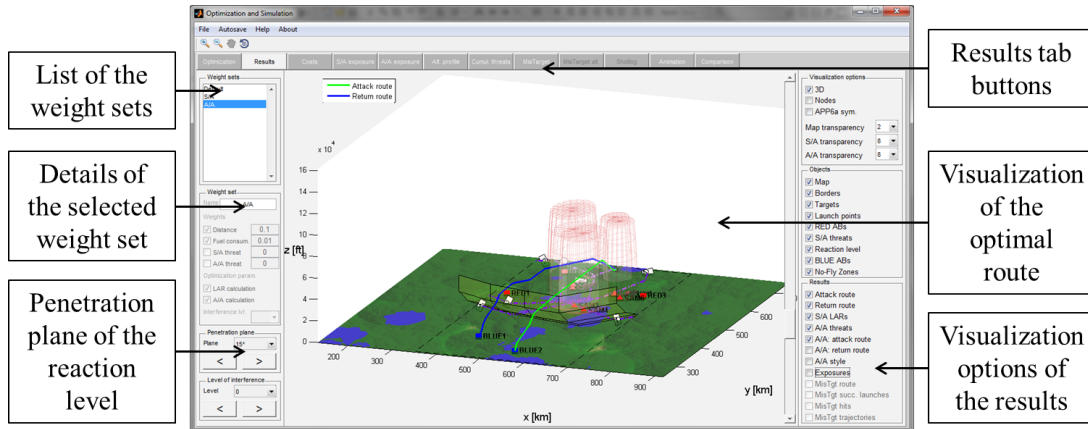 Optimization and Simulation
File Autosave Help About
Optimization Results Costs S/A exposure A/A exposure Alt. profile Cumul. threats MisTarget MisTarget alt Animation Comparison
List of the
weight sets
Details of
the selected
weight set
Penetration
plane of the
reaction
level
Weight sets
A/A
Weight set
Name A/A
Weights
Distance 0.1
Fuel consum. 0.01
S/A threat 0
A/A threat 0
Optimization param.
LAR calculation
A/A calculation
Interference lvl.
Penetration plane
Plane 15°
< >
Level of interference
Level 0
< >
Attack route
Return route
x 10⁴
16
14
12
10
8
6
4
2
0
z [ft]
200
300
400
500
600
700
800
900
x [km]
300
400
500
600
y [km]
RED1
RED3
BLUE1
BLUE2
Visualization options
3D
Nodes
APP6a sym.
Map transparency 2
S/A transparency 8
A/A transparency 8
Objects
Map
Borders
Targets
Launch points
RED ABs
S/A threats
Reaction level
BLUE ABs
No-Fly Zones
Results
Attack route
Return route
S/A LARs
A/A threats
A/A: attack route
A/A: return route
A/A style
Exposures
MisTgt route
MisTgt succ. launches
MisTgt hits
MisTgt trajectories
Results tab
buttons
Visualization
of the
optimal
route
Visualization
options of
the results